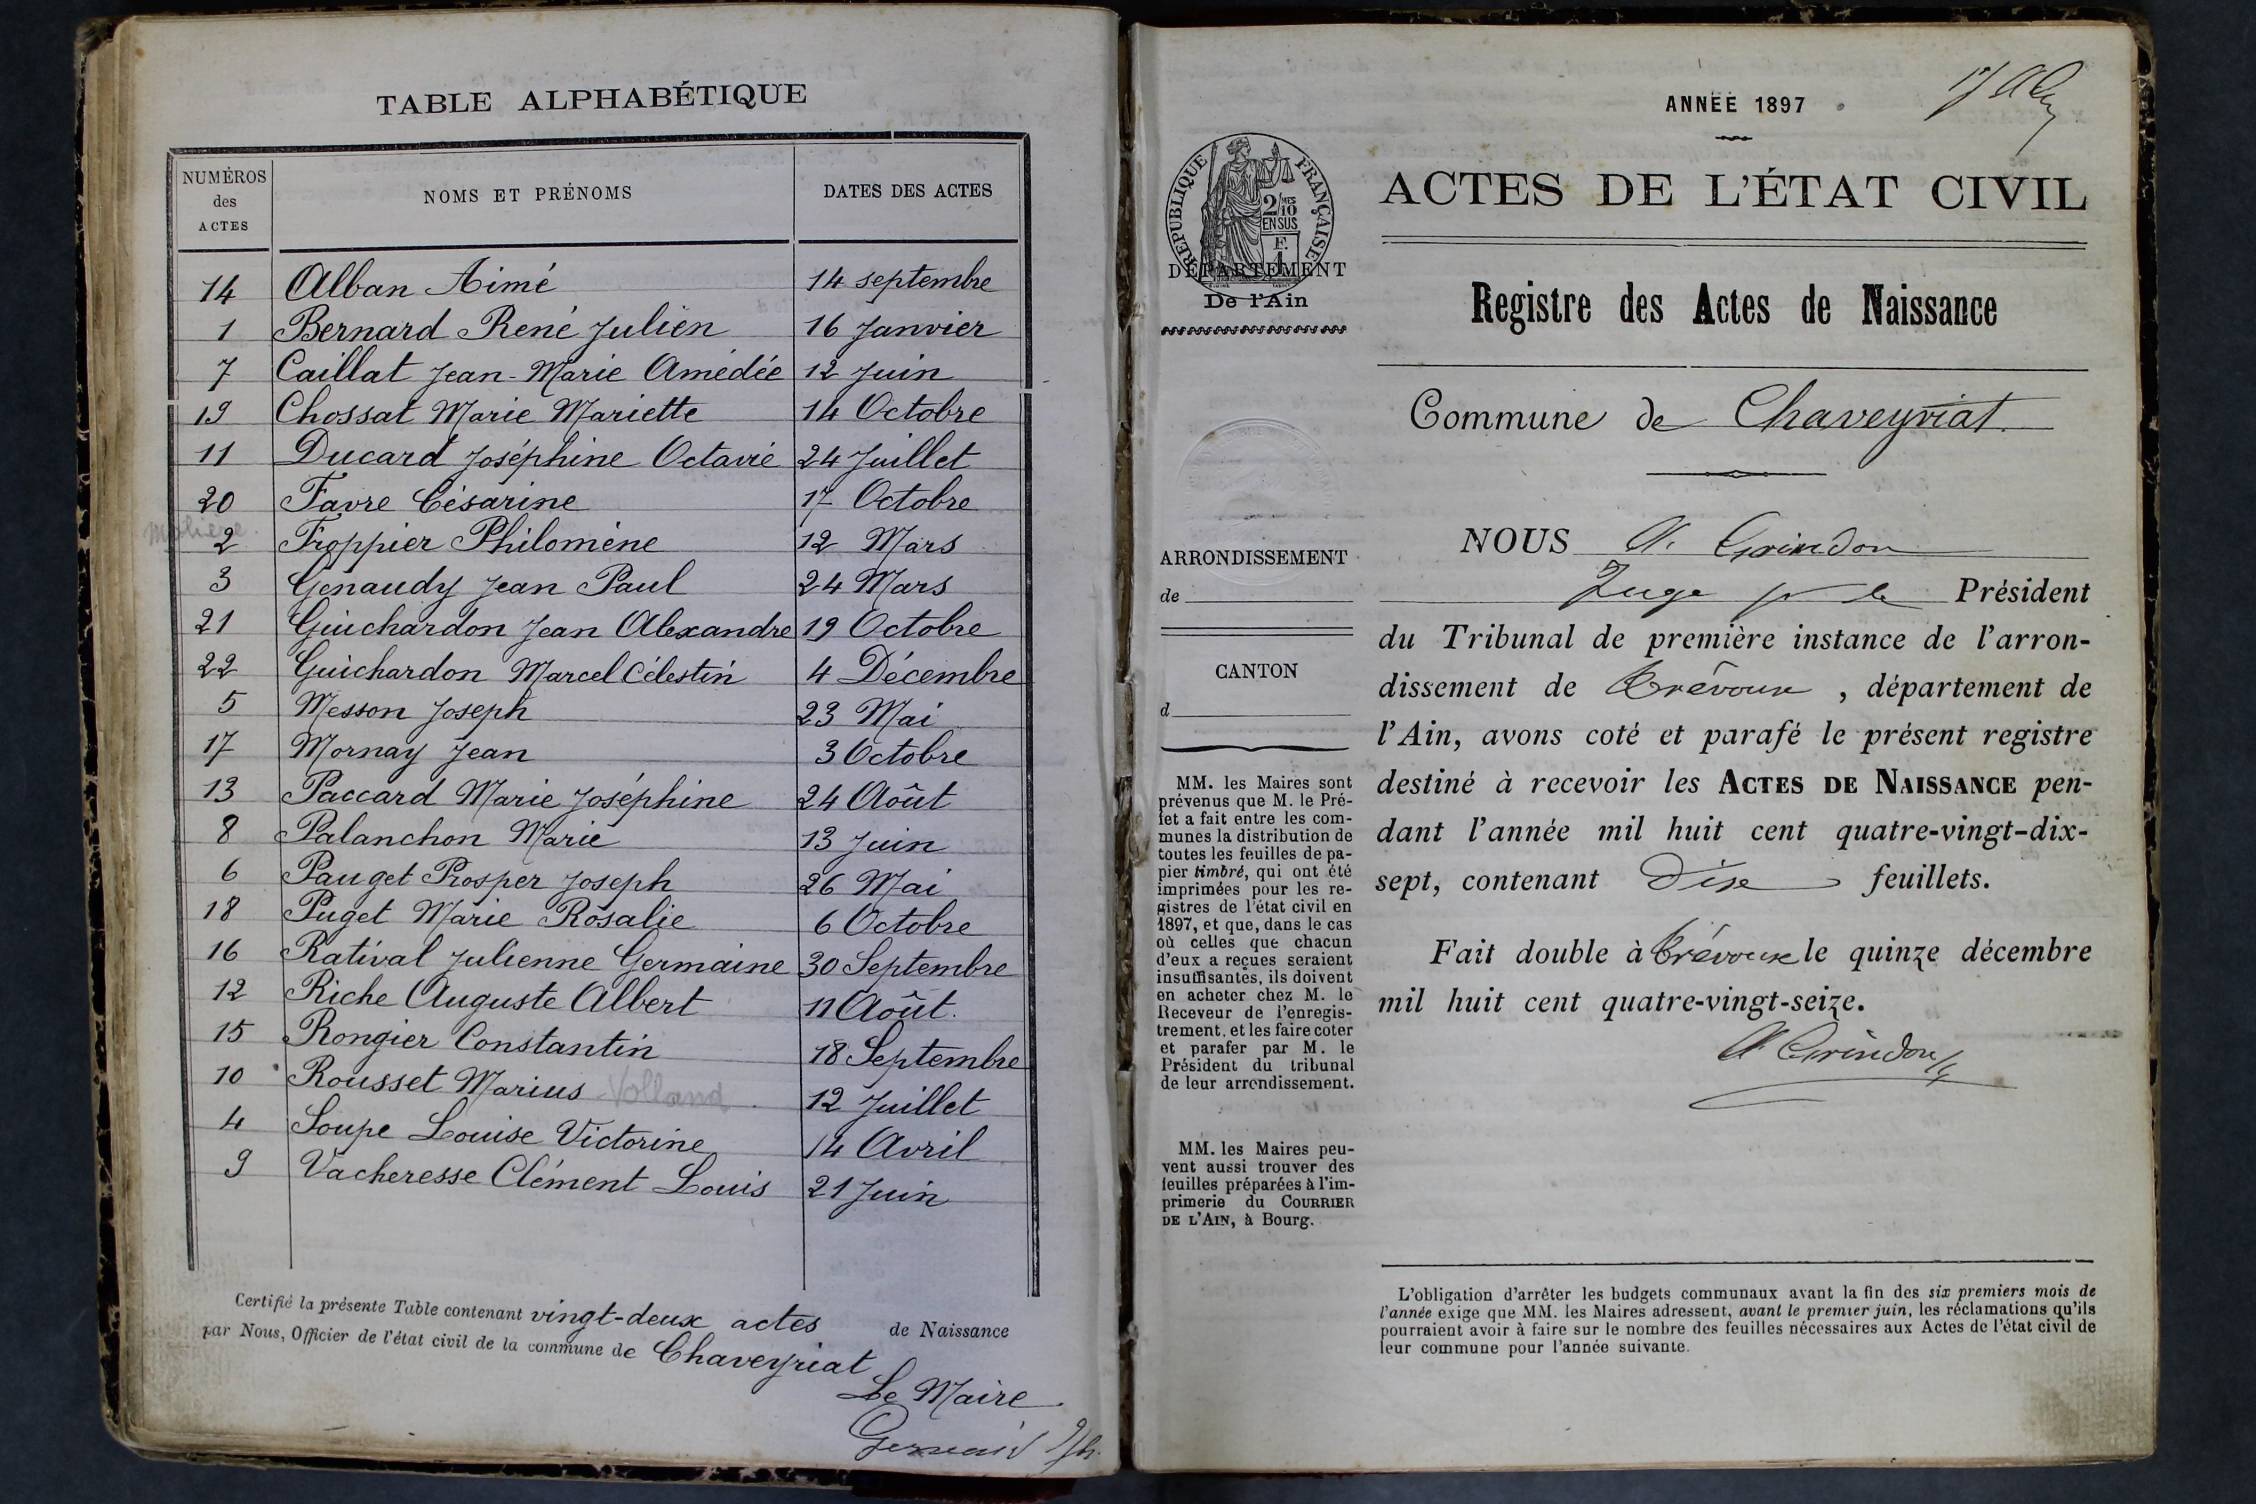 TABLE ALPHABÉTIQUE
NUMÉROS des ACTES | NOMS ET PRÉNOMS | DATES DES ACTES
14 Alban Aimé 14 septembre
1 Bernard René Julien 16 Janvier
7 Caillat Jean-Marie Amédée 12 Juin
19 Chossat Marie Mariette 14 Octobre
11 Ducard Joséphine Octavie 24 Juillet
20 Favre Césarine 17 Octobre
Molière
2 Froppier Philomène 12 Mars
3 Genaudy Jean Paul 24 Mars
21 Guichardon Jean Alexandre 19 Octobre
22 Guichardon Marcel Célestin 4 Décembre
5 Messon Joseph 23 Mai
17 Mornay Jean 3 Octobre
13 Paccard Marie Joséphine 24 Août
8 Palanchon Marie 13 Juin
6 Pauget Prosper Joseph 26 Mai
18 Puget Marie Rosalie 6 Octobre
16 Rativa​l Julienne Germaine 30 Septembre
12 Riche Auguste Albert 11 Août.
15 Rongier Constantin 18 Septembre
10 Rousset Marius Volland 12 Juillet
4 Soupe Louise Victorine 14 Avril
9 Vacheresse Clément Louis 21 Juin
Certifié la présente Table contenant vingt-deux actes de Naissance
par Nous, Officier de l'état civil de la commune de Chaveyriat
Le Maire
ANNÉE 1897
RÉPUBLIQUE FRANÇAISE
2/10 MES
EN SUS
F.
1
DÉPARTEMENT
De l'Ain
ARRONDISSEMENT
de
CANTON
d
MM. les Maires sont
prévenus que M. le Pré-
fet a fait entre les com-
munes la distribution de
toutes les feuilles de pa-
pier timbré, qui ont été
imprimées pour les re-
gistres de l'état civil en
1897, et que, dans le cas
où celles que chacun
d'eux a reçues seraient
insuffisantes, ils doivent
en acheter chez M. le
Receveur de l'enregis-
trement, et les faire coter
et parafer par M. le
Président du tribunal
de leur arrondissement.
MM. les Maires peu-
vent aussi trouver des
feuilles préparées à l'im-
primerie du COURRIER
DE L'AIN, à Bourg.
ACTES DE L'ÉTAT CIVIL
Registre des Actes de Naissance
Commune de Chaveyriat.
NOUS A. Grindon
Juge pr le Président
du Tribunal de première instance de l'arron-
dissement de Trévoux, département de
l'Ain, avons coté et parafé le présent registre
destiné à recevoir les ACTES DE NAISSANCE pen-
dant l'année mil huit cent quatre-vingt-dix-
sept, contenant Dix feuillets.
Fait double à Trévoux le quinze décembre
mil huit cent quatre-vingt-seize.
A Grindon
L'obligation d'arrêter les budgets communaux avant la fin des six premiers mois de
l'année exige que MM. les Maires adressent, avant le premier juin, les réclamations qu'ils
pourraient avoir à faire sur le nombre des feuilles nécessaires aux Actes de l'état civil de
leur commune pour l'année suivante.